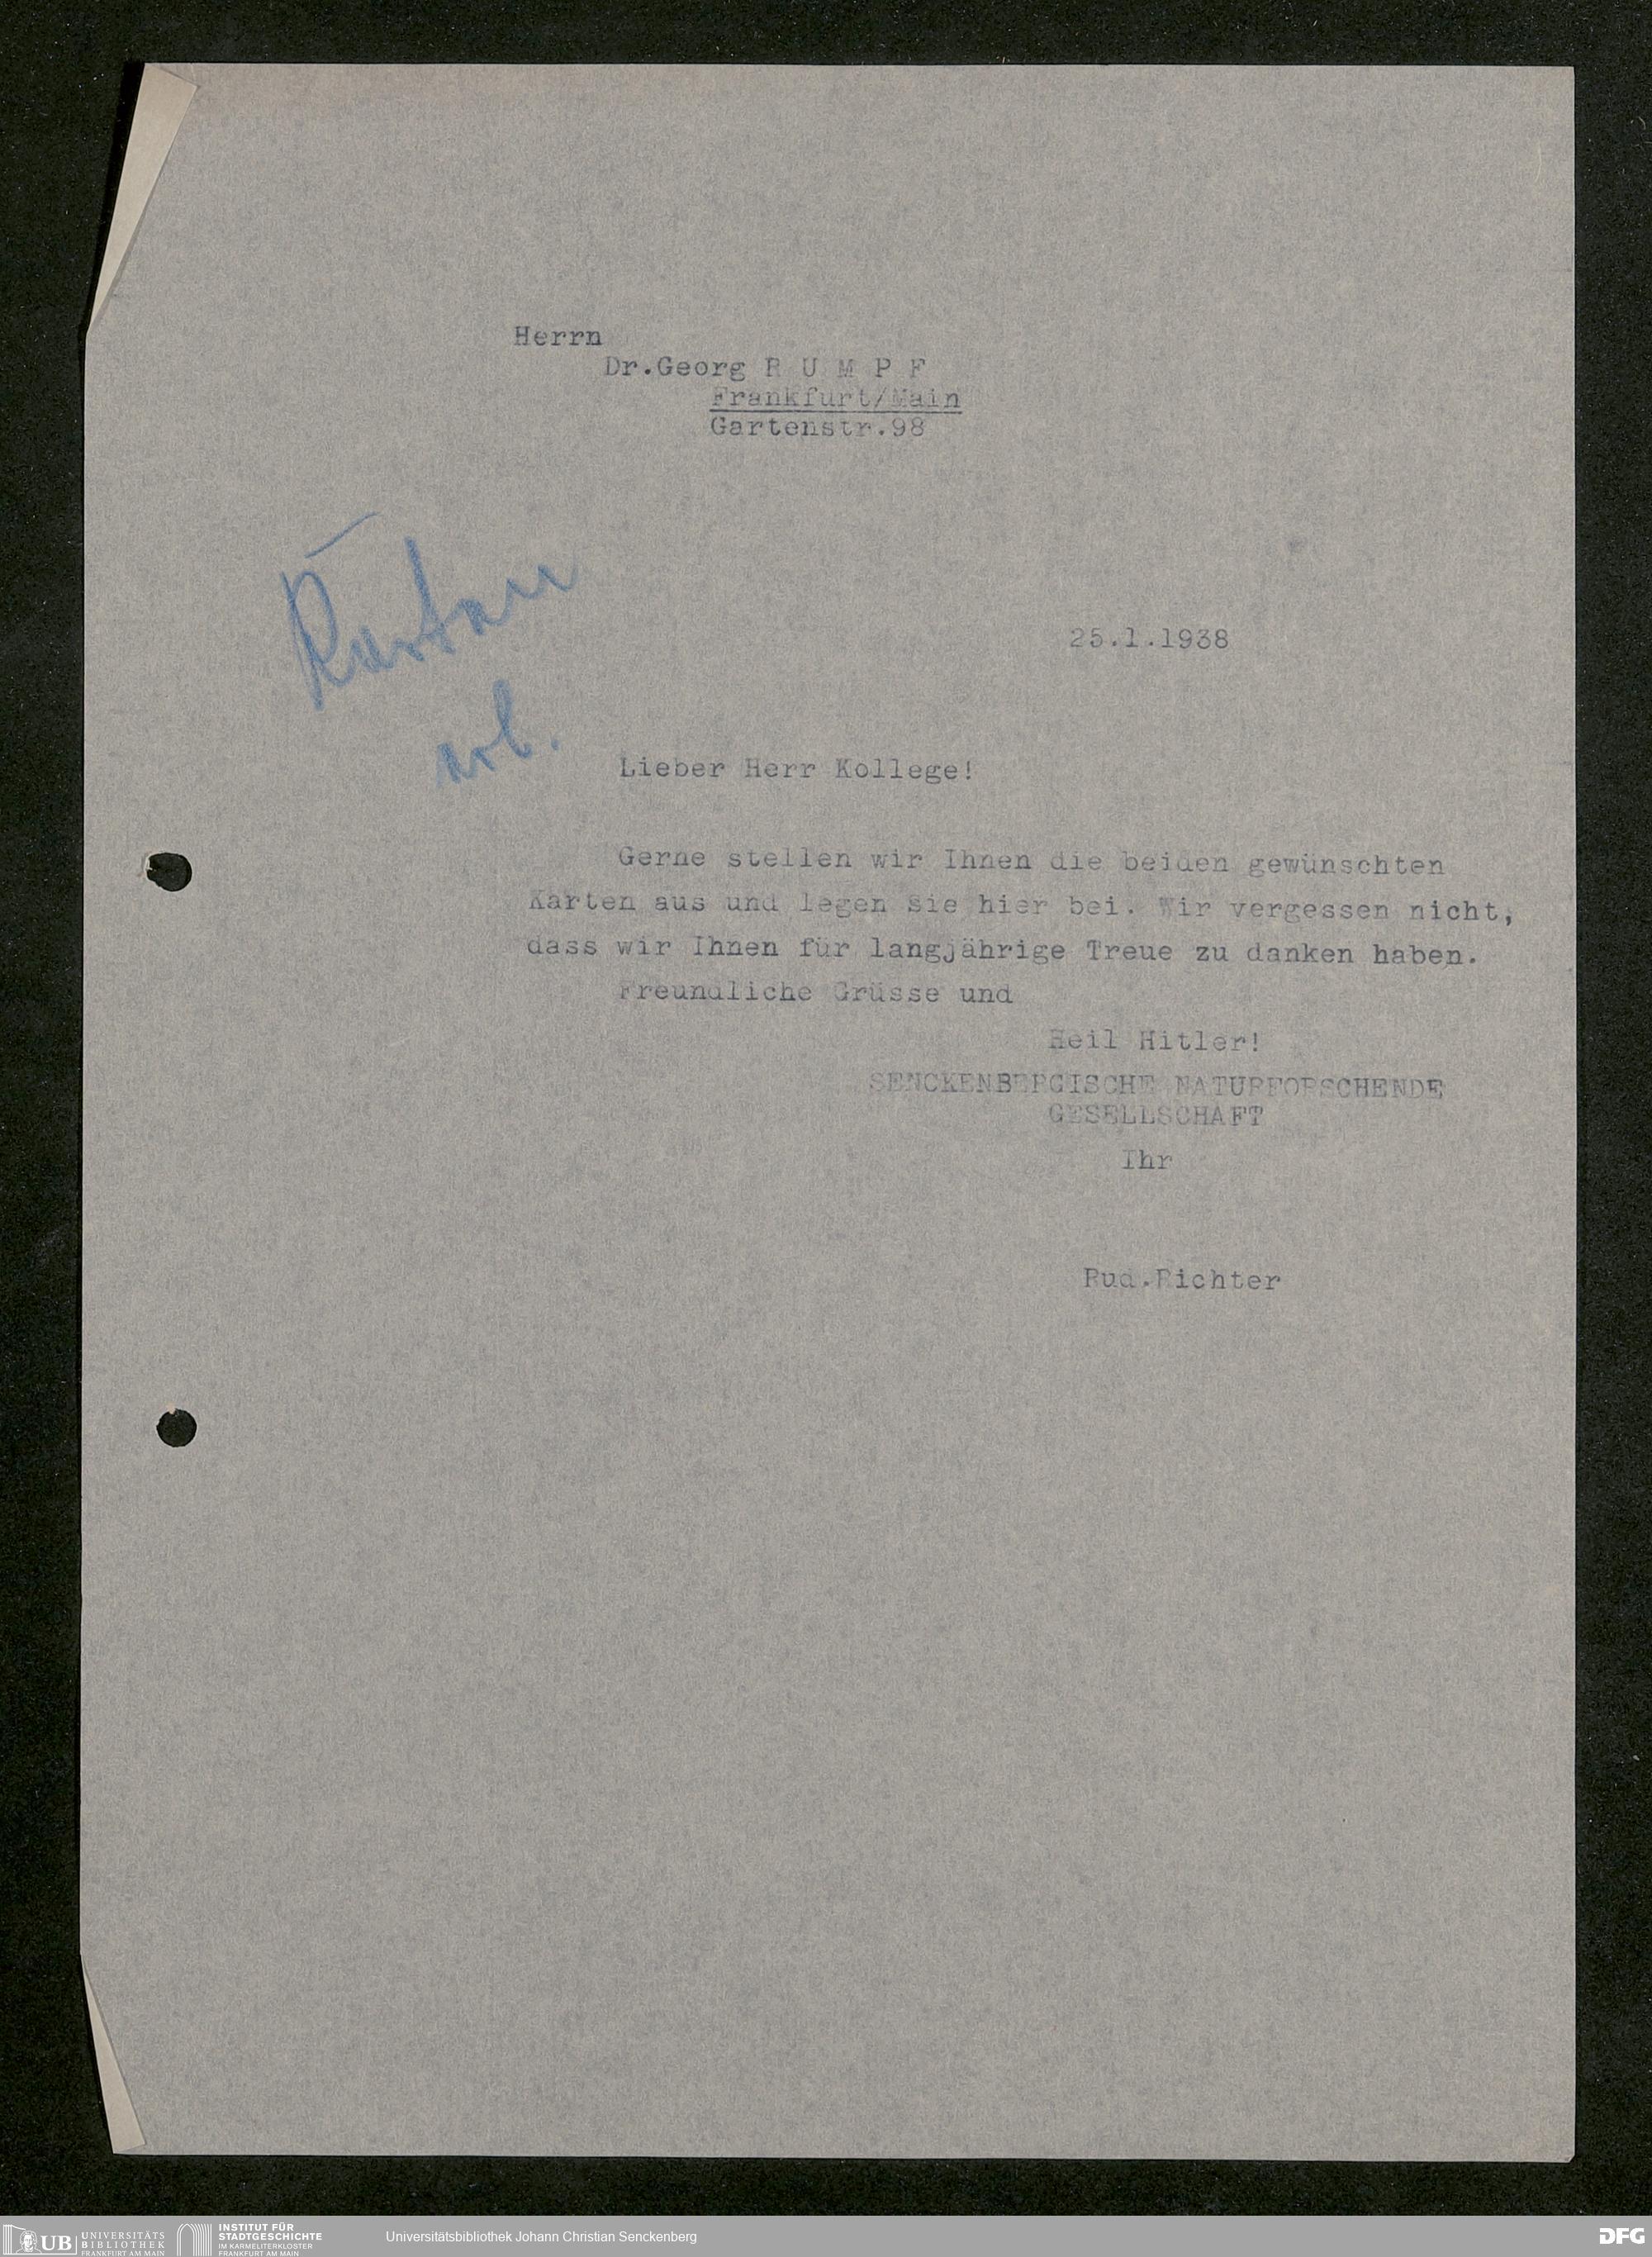 Herrn
Dr.Georg R U M P F
Frankfurt/Main
Gartenstr.98
Karten
arb.
25.1.1938
Lieber Herr Kollege!
Gerne stellen wir Ihnen die beiden gewünschten
Karten aus und legen sie hier bei. Wir vergessen nicht,
dass wir Ihnen für langjährige Treue zu danken haben.
Freundliche Grüsse und
Heil Hitler!
SENCKENBERGISCHE NATURFORSCHENDE
GESELLSCHAFT
Ihr
Rud.Richter
UB UNIVERSITÄTS
BIBLIOTHEK
FRANKFURT AM MAIN
INSTITUT FÜR
STADTGESCHICHTE
IM KARMELITERKLOSTER
FRANKFURT AM MAIN
Universitätsbibliothek Johann Christian Senckenberg
DFG